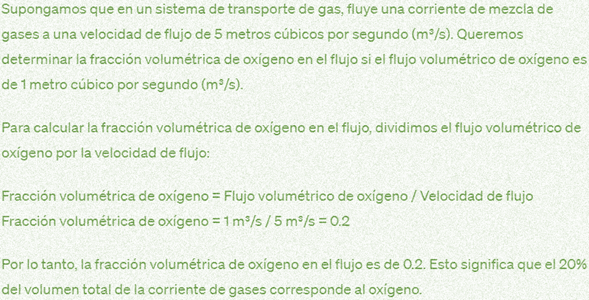 Supongamos que en un sistema de transporte de gas, fluye una corriente de mezcla de
gases a una velocidad de flujo de 5 metros cúbicos por segundo (m³/s). Queremos
determinar la fracción volumétrica de oxígeno en el flujo si el flujo volumétrico de oxígeno es
de 1 metro cúbico por segundo (m³/s).
Para calcular la fracción volumétrica de oxígeno en el flujo, dividimos el flujo volumétrico de
oxígeno por la velocidad de flujo:
Fracción volumétrica de oxígeno = Flujo volumétrico de oxígeno / Velocidad de flujo
Fracción volumétrica de oxígeno = 1 m³/s / 5 m³/s = 0.2
Por lo tanto, la fracción volumétrica de oxígeno en el flujo es de 0.2. Esto significa que el 20%
del volumen total de la corriente de gases corresponde al oxígeno.